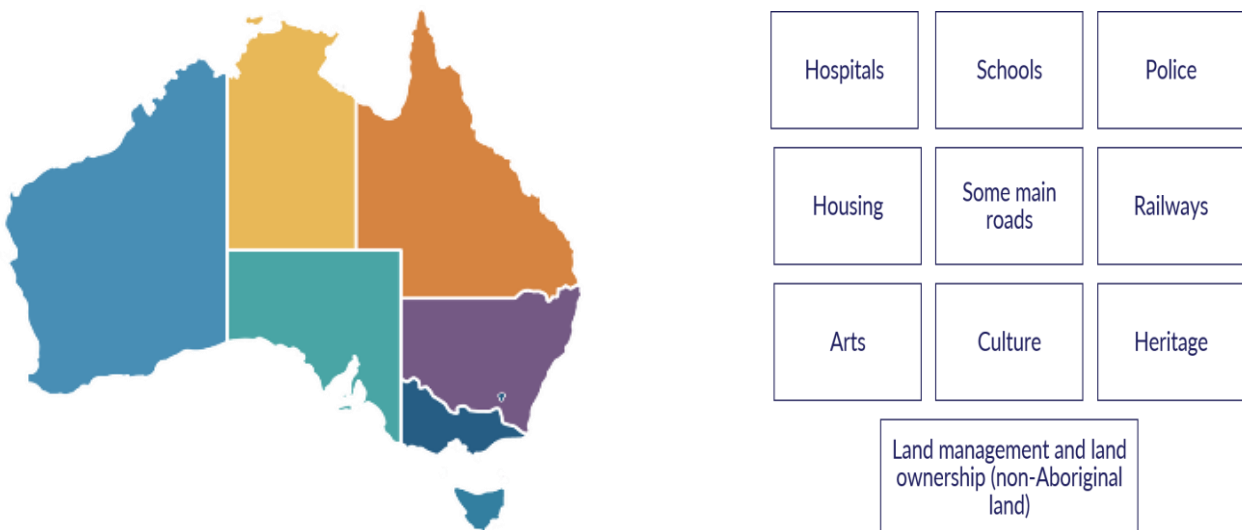 Hospitals
Schools
Police
Housing
Some main
roads
Railways
Arts
Culture
Heritage
Land management and land
ownership (non-Aboriginal
land)